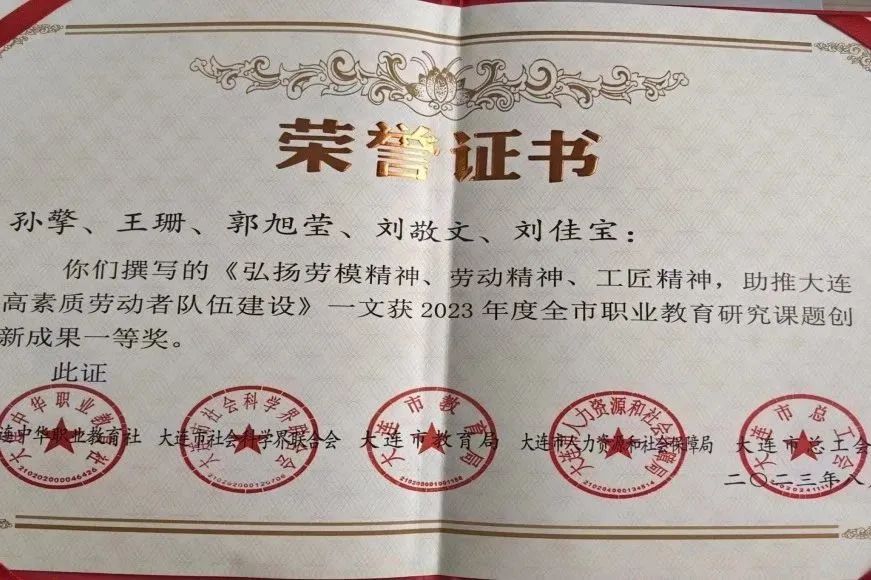 荣誉证书
孙擎、王珊、郭旭莹、刘敬文、刘佳宝：
你们撰写的《弘扬劳模精神、劳动精神、工匠精神，助推大连
高素质劳动者队伍建设》一文获 2023 年度全市职业教育研究课题创
新成果一等奖。
此证
连中华职业教育社 大连市社会科学界联合会 大连市教育局 大连市人力资源和社会保障局 大连市总工会
二〇二三年八